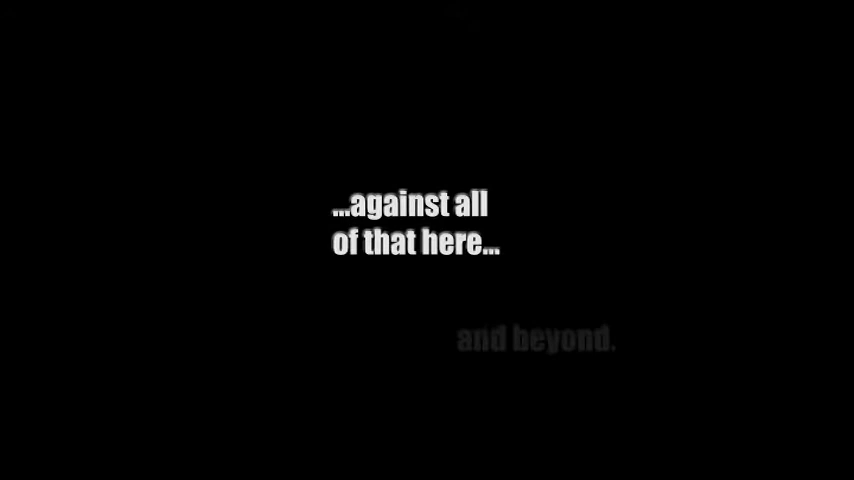 ...against all
of that here...
and beyond.